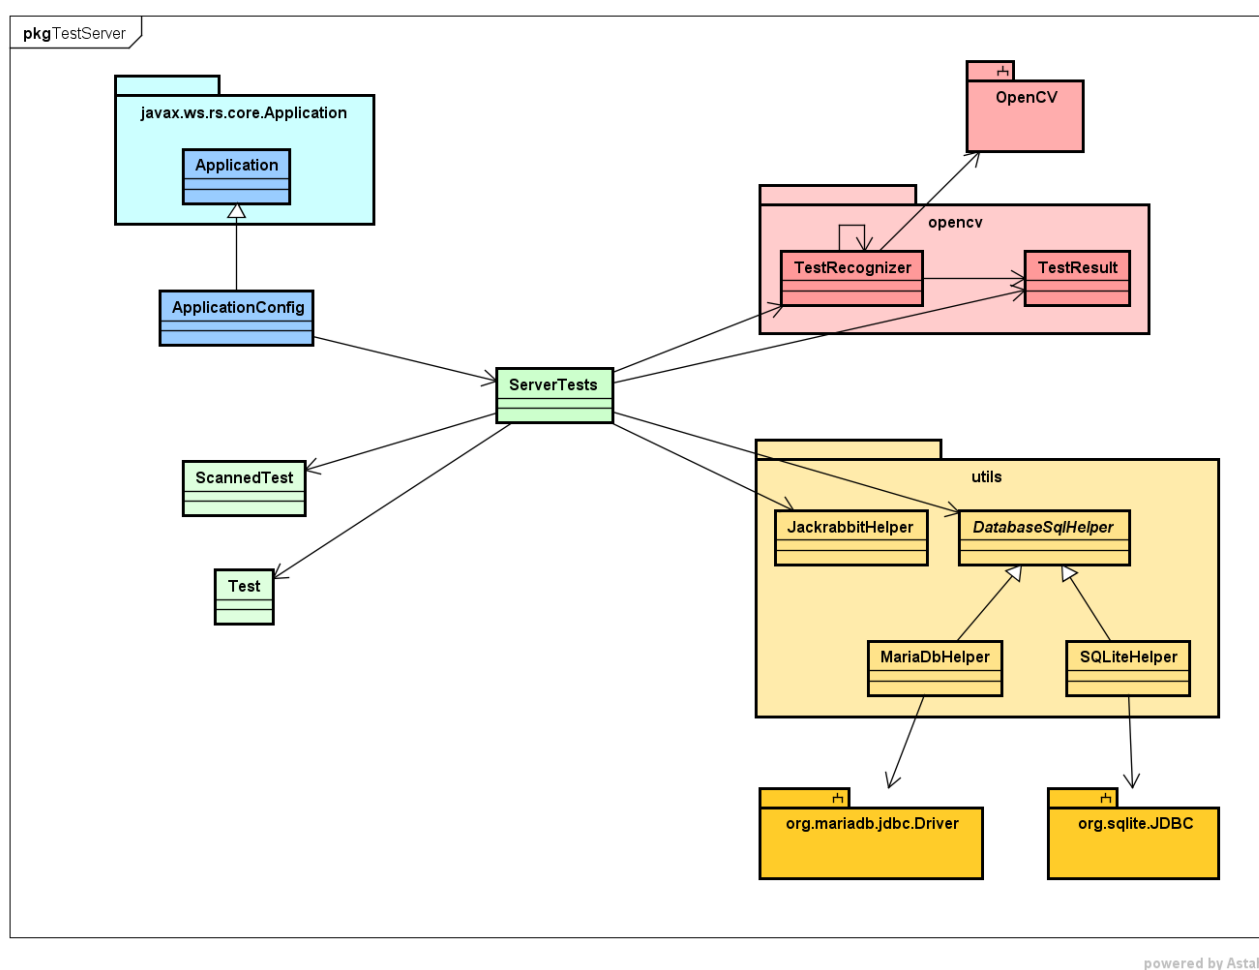 pkgTestServer
javax.ws.rs.core.Application
Application
ApplicationConfig
OpenCV
opencv
TestRecognizer
TestResult
ServerTests
ScannedTest
Test
utils
JackrabbitHelper
DatabaseSqlHelper
MariaDbHelper
SQLiteHelper
org.mariadb.jdbc.Driver
org.sqlite.JDBC
powered by Asta